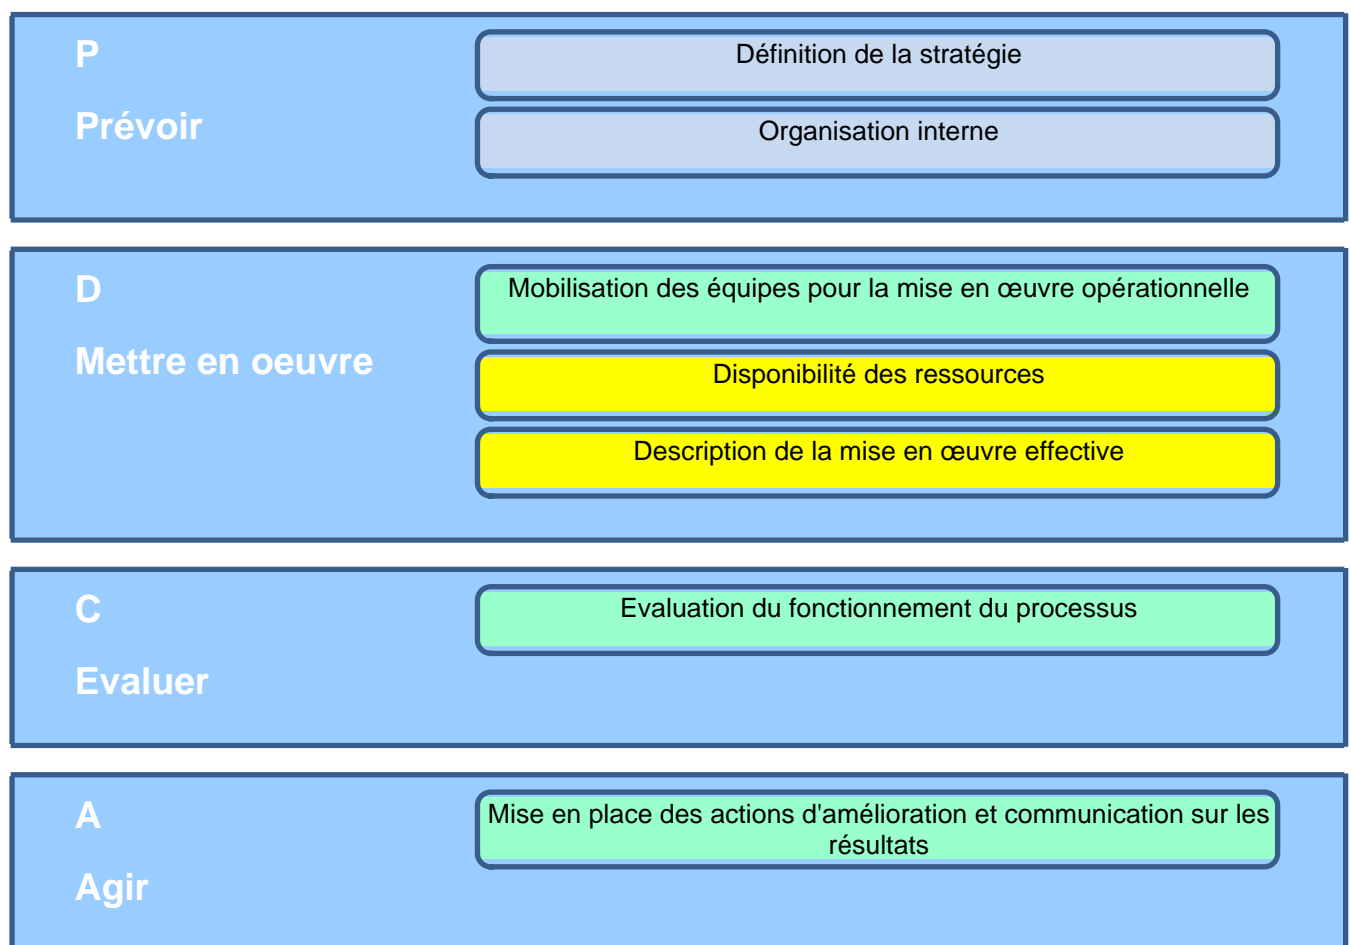 P
Définition de la stratégie
Prévoir
Organisation interne
D
Mobilisation des équipes pour la mise en œuvre opérationnelle
Mettre en oeuvre
Disponibilité des ressources
Description de la mise en œuvre effective
C
Evaluation du fonctionnement du processus
Evaluer
A
Mise en place des actions d'amélioration et communication sur les
résultats
Agir